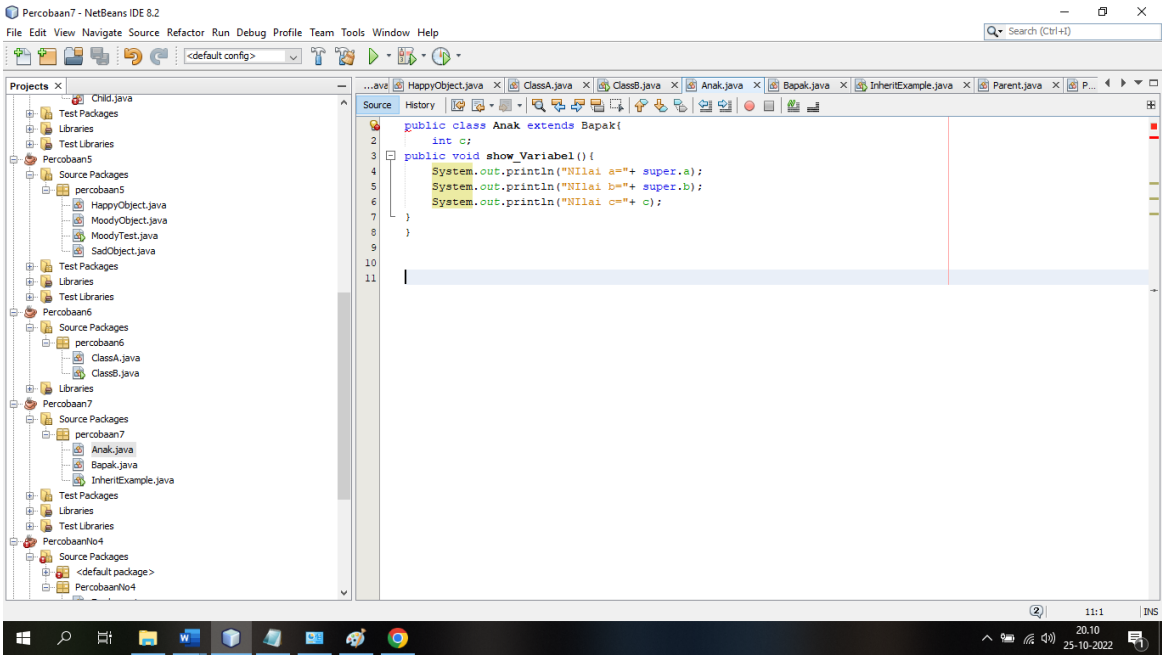 Percobaan7 - NetBeans IDE 8.2
File Edit View Navigate Source Refactor Run Debug Profile Team Tools Window Help
Search (Ctrl+I)
<default config>
Projects
...ava HappyObject.java ClassA.java ClassB.java Anak.java Bapak.java InheritExample.java Parent.java P...
Source History
Child.java
Test Packages
Libraries
Test Libraries
Percobaan5
Source Packages
percobaan5
HappyObject.java
MoodyObject.java
MoodyTest.java
SadObject.java
Test Packages
Libraries
Test Libraries
Percobaan6
Source Packages
percobaan6
ClassA.java
ClassB.java
Libraries
Percobaan7
Source Packages
percobaan7
Anak.java
Bapak.java
InheritExample.java
Test Packages
Libraries
Test Libraries
PercobaanNo4
Source Packages
<default package>
PercobaanNo4
public class Anak extends Bapak{
2 int c;
3 public void show_Variabel(){
4 System.out.println("NIlai a="+ super.a);
5 System.out.println("NIlai b="+ super.b);
6 System.out.println("NIlai c="+ c);
7 }
8 }
9
10
11
2 11:1 INS
20.10
25-10-2022
1